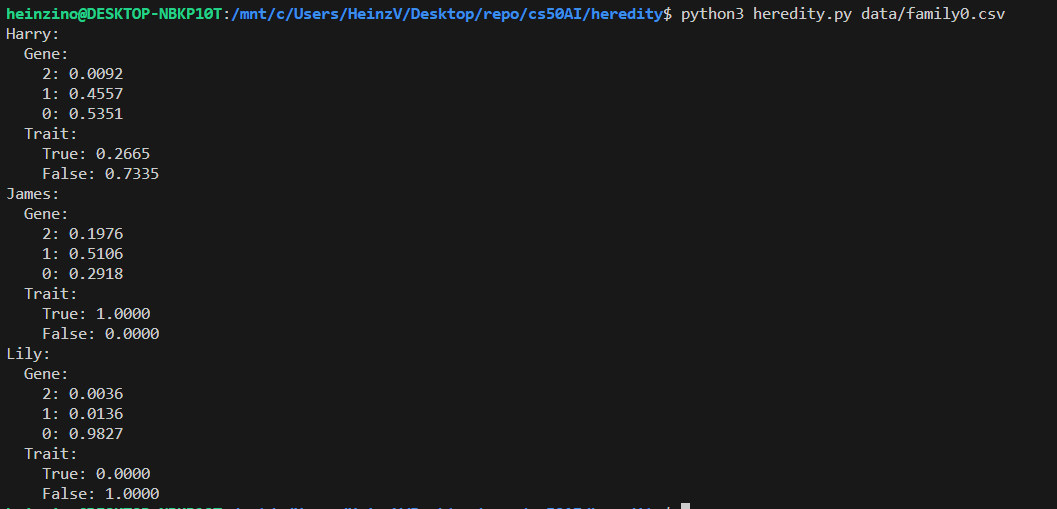 heinzino@DESKTOP-NBKP10T:/mnt/c/Users/HeinzV/Desktop/repo/cs50AI/heredity$ python3 heredity.py data/family0.csv
Harry:
  Gene:
    2: 0.0092
    1: 0.4557
    0: 0.5351
  Trait:
    True: 0.2665
    False: 0.7335
James:
  Gene:
    2: 0.1976
    1: 0.5106
    0: 0.2918
  Trait:
    True: 1.0000
    False: 0.0000
Lily:
  Gene:
    2: 0.0036
    1: 0.0136
    0: 0.9827
  Trait:
    True: 0.0000
    False: 1.0000